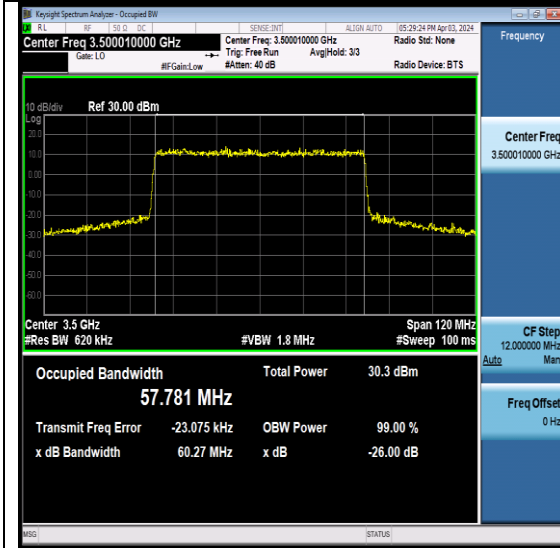 Keysight Spectrum Analyzer - Occupied BW
RL RF 50 Ω DC SENSE:INT ALIGN AUTO 05:29:24 PM Apr 03, 2024
Center Freq 3.500010000 GHz
Center Freq: 3.500010000 GHz
Radio Std: None
Gate: LO
Trig: Free Run Avg|Hold: 3/3
#IFGain:Low
#Atten: 40 dB
Radio Device: BTS
Frequency
10 dB/div Ref 30.00 dBm
Log
20.0
10.0
0.00
-10.0
-20.0
-30.0
-40.0
-50.0
-60.0
Center Freq
3.500010000 GHz
Center 3.5 GHz Span 120 MHz
#Res BW 620 kHz #VBW 1.8 MHz #Sweep 100 ms
CF Step
12.000000 MHz
Auto Man
Occupied Bandwidth Total Power 30.3 dBm
57.781 MHz
Transmit Freq Error -23.075 kHz OBW Power 99.00 %
x dB Bandwidth 60.27 MHz x dB -26.00 dB
Freq Offset
0 Hz
MSG STATUS